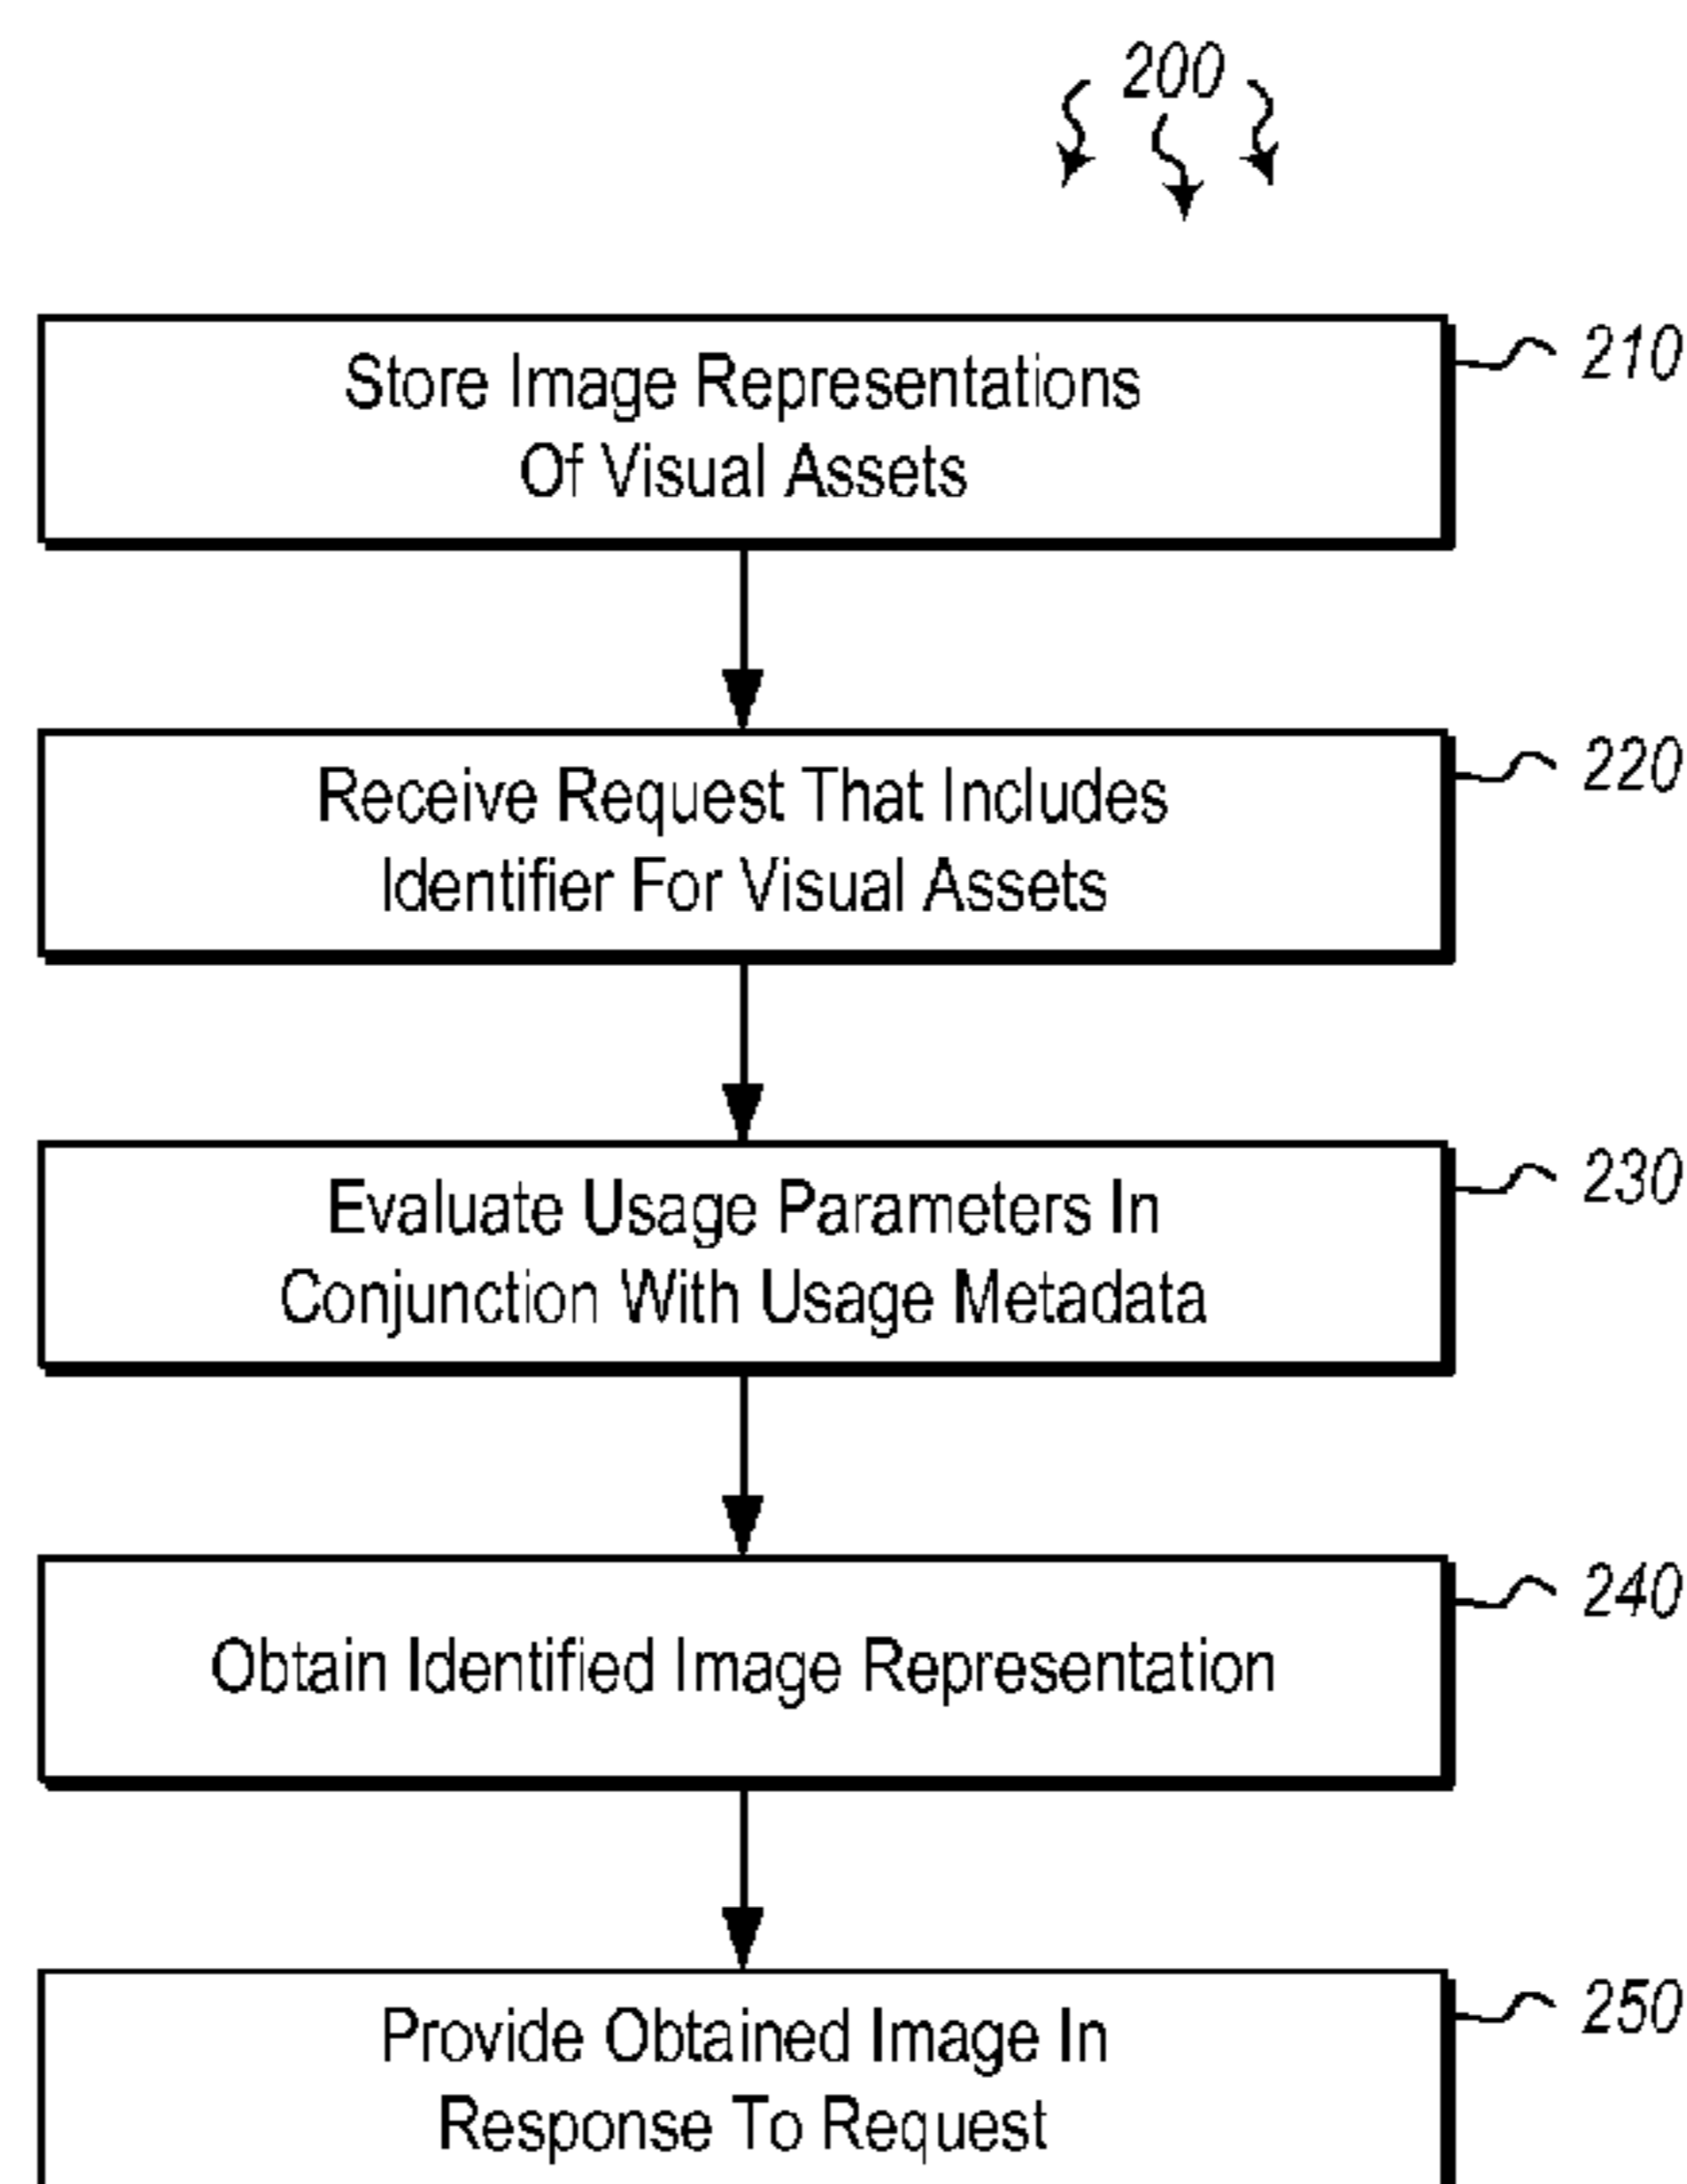 200
Store Image Representations
Of Visual Assets
210
Receive Request That Includes
Identifier For Visual Assets
220
Evaluate Usage Parameters In
Conjunction With Usage Metadata
230
Obtain Identified Image Representation
240
Provide Obtained Image In
Response To Request
250